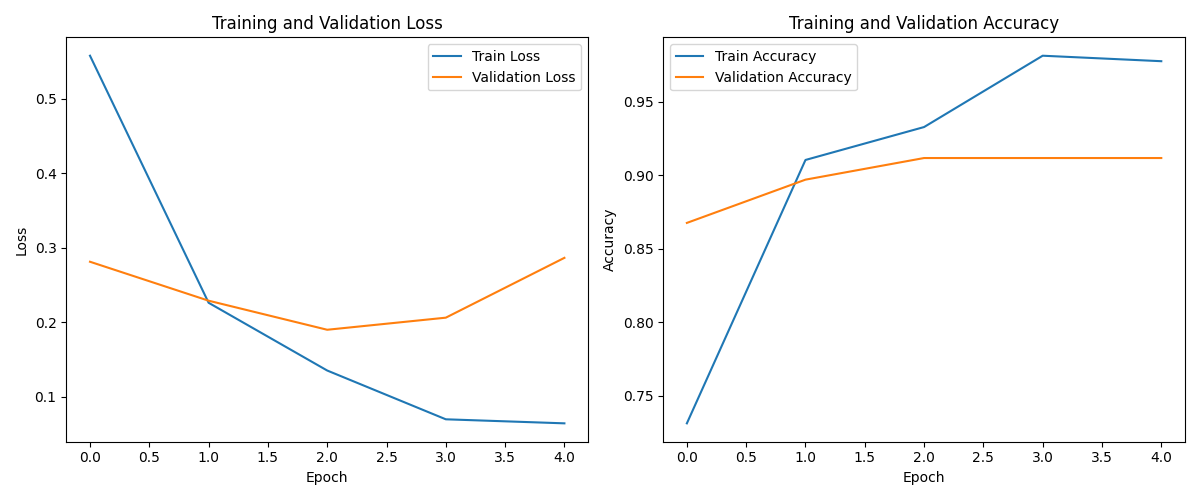 Training and Validation Loss
Train Loss
Validation Loss
0.5
0.4
0.3
0.2
0.1
Loss
0.0 0.5 1.0 1.5 2.0 2.5 3.0 3.5 4.0
Epoch
Training and Validation Accuracy
Train Accuracy
Validation Accuracy
0.95
0.90
0.85
0.80
0.75
Accuracy
0.0 0.5 1.0 1.5 2.0 2.5 3.0 3.5 4.0
Epoch